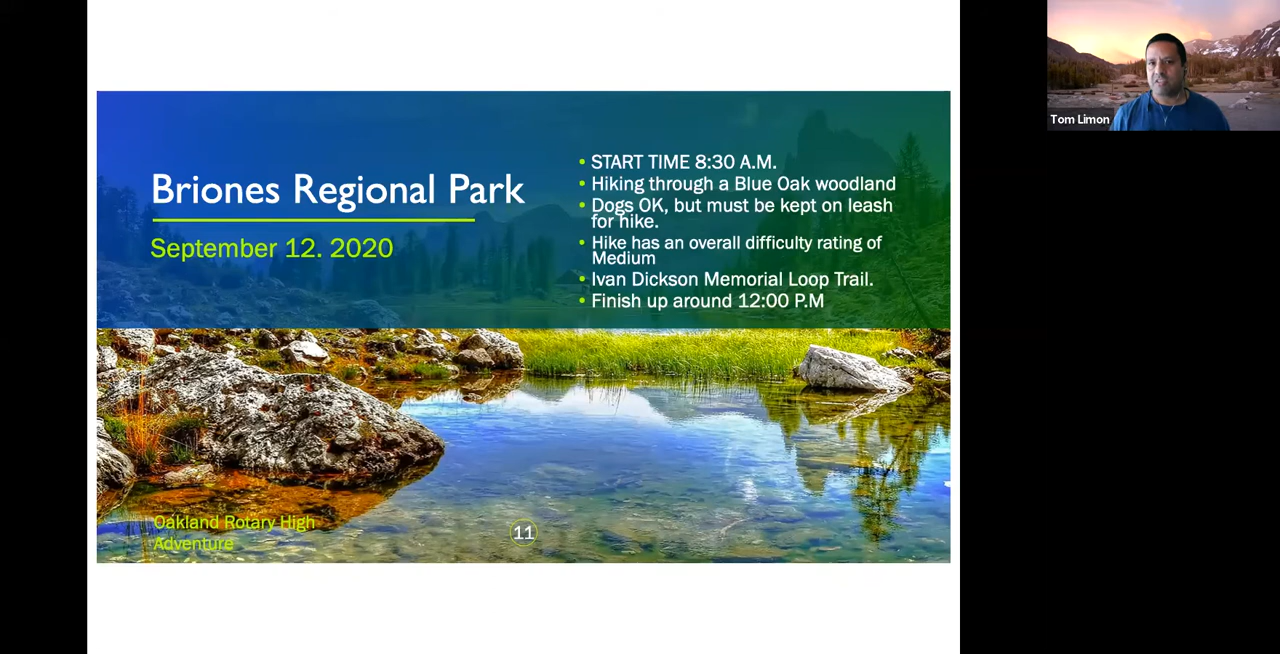 Briones Regional Park
September 12. 2020
• START TIME 8:30 A.M.
• Hiking through a Blue Oak woodland
• Dogs OK, but must be kept on leash
for hike.
• Hike has an overall difficulty rating of
Medium
• Ivan Dickson Memorial Loop Trail.
• Finish up around 12:00 P.M
Oakland Rotary High
Adventure
11
Tom Limon